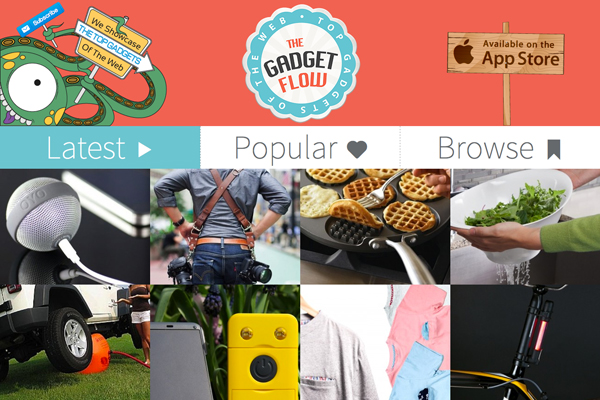 Subscribe
We Showcase
THE TOP GADGETS
Of The Web
TOP GADGETS OF THE WEB
THE
GADGET
FLOW
Available on the
App Store
Latest
Popular
Browse
OYO